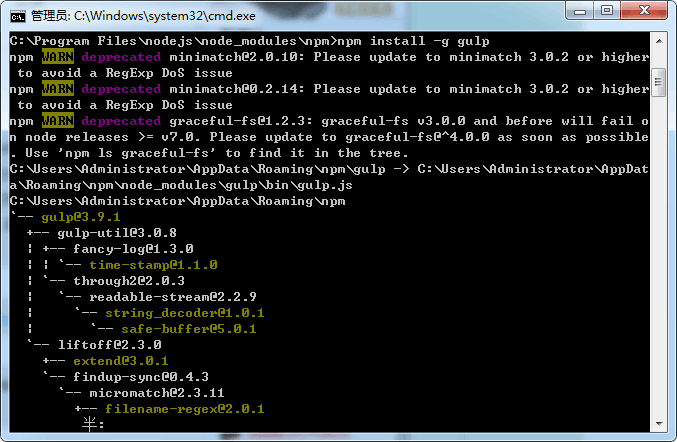 管理员: C:\Windows\system32\cmd.exe
C:\Program Files\nodejs\node_modules\npm>npm install -g gulp
npm WARN deprecated minimatch@2.0.10: Please update to minimatch 3.0.2 or higher
 to avoid a RegExp DoS issue
npm WARN deprecated minimatch@0.2.14: Please update to minimatch 3.0.2 or higher
 to avoid a RegExp DoS issue
npm WARN deprecated graceful-fs@1.2.3: graceful-fs v3.0.0 and before will fail o
n node releases >= v7.0. Please update to graceful-fs@^4.0.0 as soon as possible
. Use 'npm ls graceful-fs' to find it in the tree.
C:\Users\Administrator\AppData\Roaming\npm\gulp -> C:\Users\Administrator\AppDat
a\Roaming\npm\node_modules\gulp\bin\gulp.js
C:\Users\Administrator\AppData\Roaming\npm
`-- gulp@3.9.1
  +-- gulp-util@3.0.8
  ¦ +-- fancy-log@1.3.0
  ¦ ¦ `-- time-stamp@1.1.0
  ¦ `-- through2@2.0.3
  ¦   `-- readable-stream@2.2.9
  ¦     `-- string_decoder@1.0.1
  ¦       `-- safe-buffer@5.0.1
  `-- liftoff@2.3.0
    +-- extend@3.0.1
    `-- findup-sync@0.4.3
      `-- micromatch@2.3.11
        +-- filename-regex@2.0.1
半: